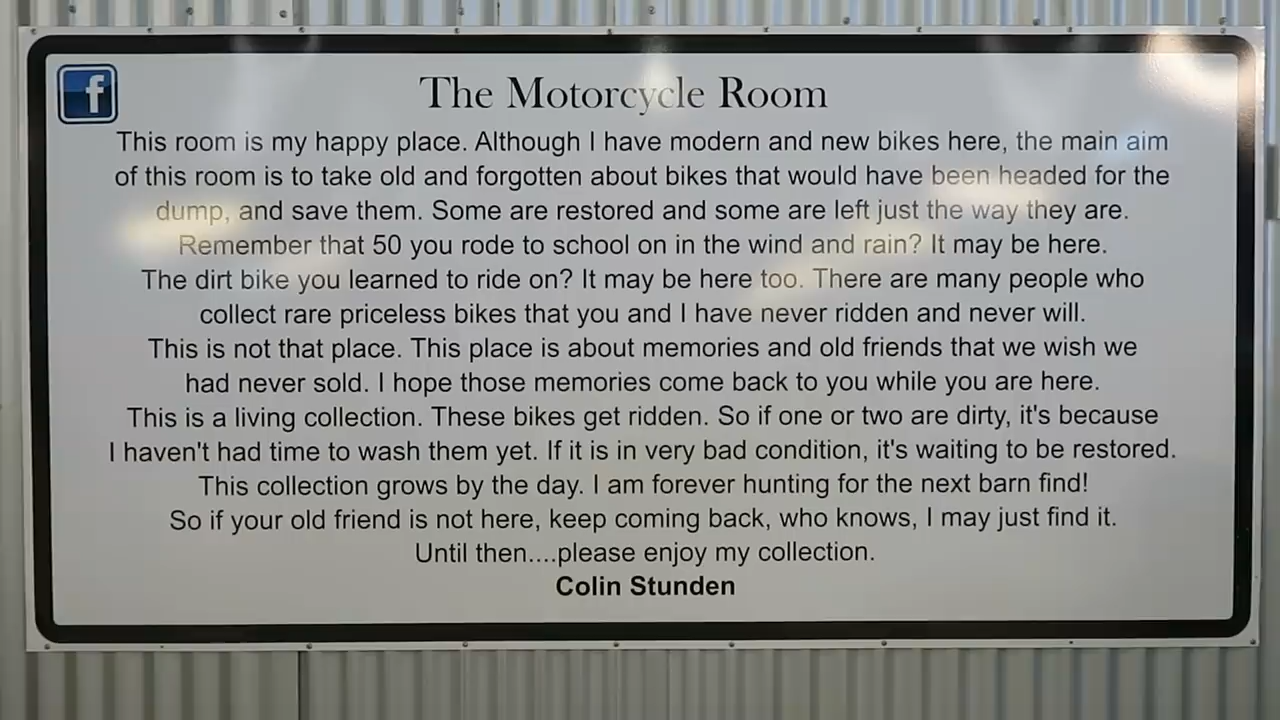 f
The Motorcycle Room
This room is my happy place. Although I have modern and new bikes here, the main aim
of this room is to take old and forgotten about bikes that would have been headed for the
dump, and save them. Some are restored and some are left just the way they are.
Remember that 50 you rode to school on in the wind and rain? It may be here.
The dirt bike you learned to ride on? It may be here too. There are many people who
collect rare priceless bikes that you and I have never ridden and never will.
This is not that place. This place is about memories and old friends that we wish we
had never sold. I hope those memories come back to you while you are here.
This is a living collection. These bikes get ridden. So if one or two are dirty, it's because
I haven't had time to wash them yet. If it is in very bad condition, it's waiting to be restored.
This collection grows by the day. I am forever hunting for the next barn find!
So if your old friend is not here, keep coming back, who knows, I may just find it.
Until then....please enjoy my collection.
Colin Stunden